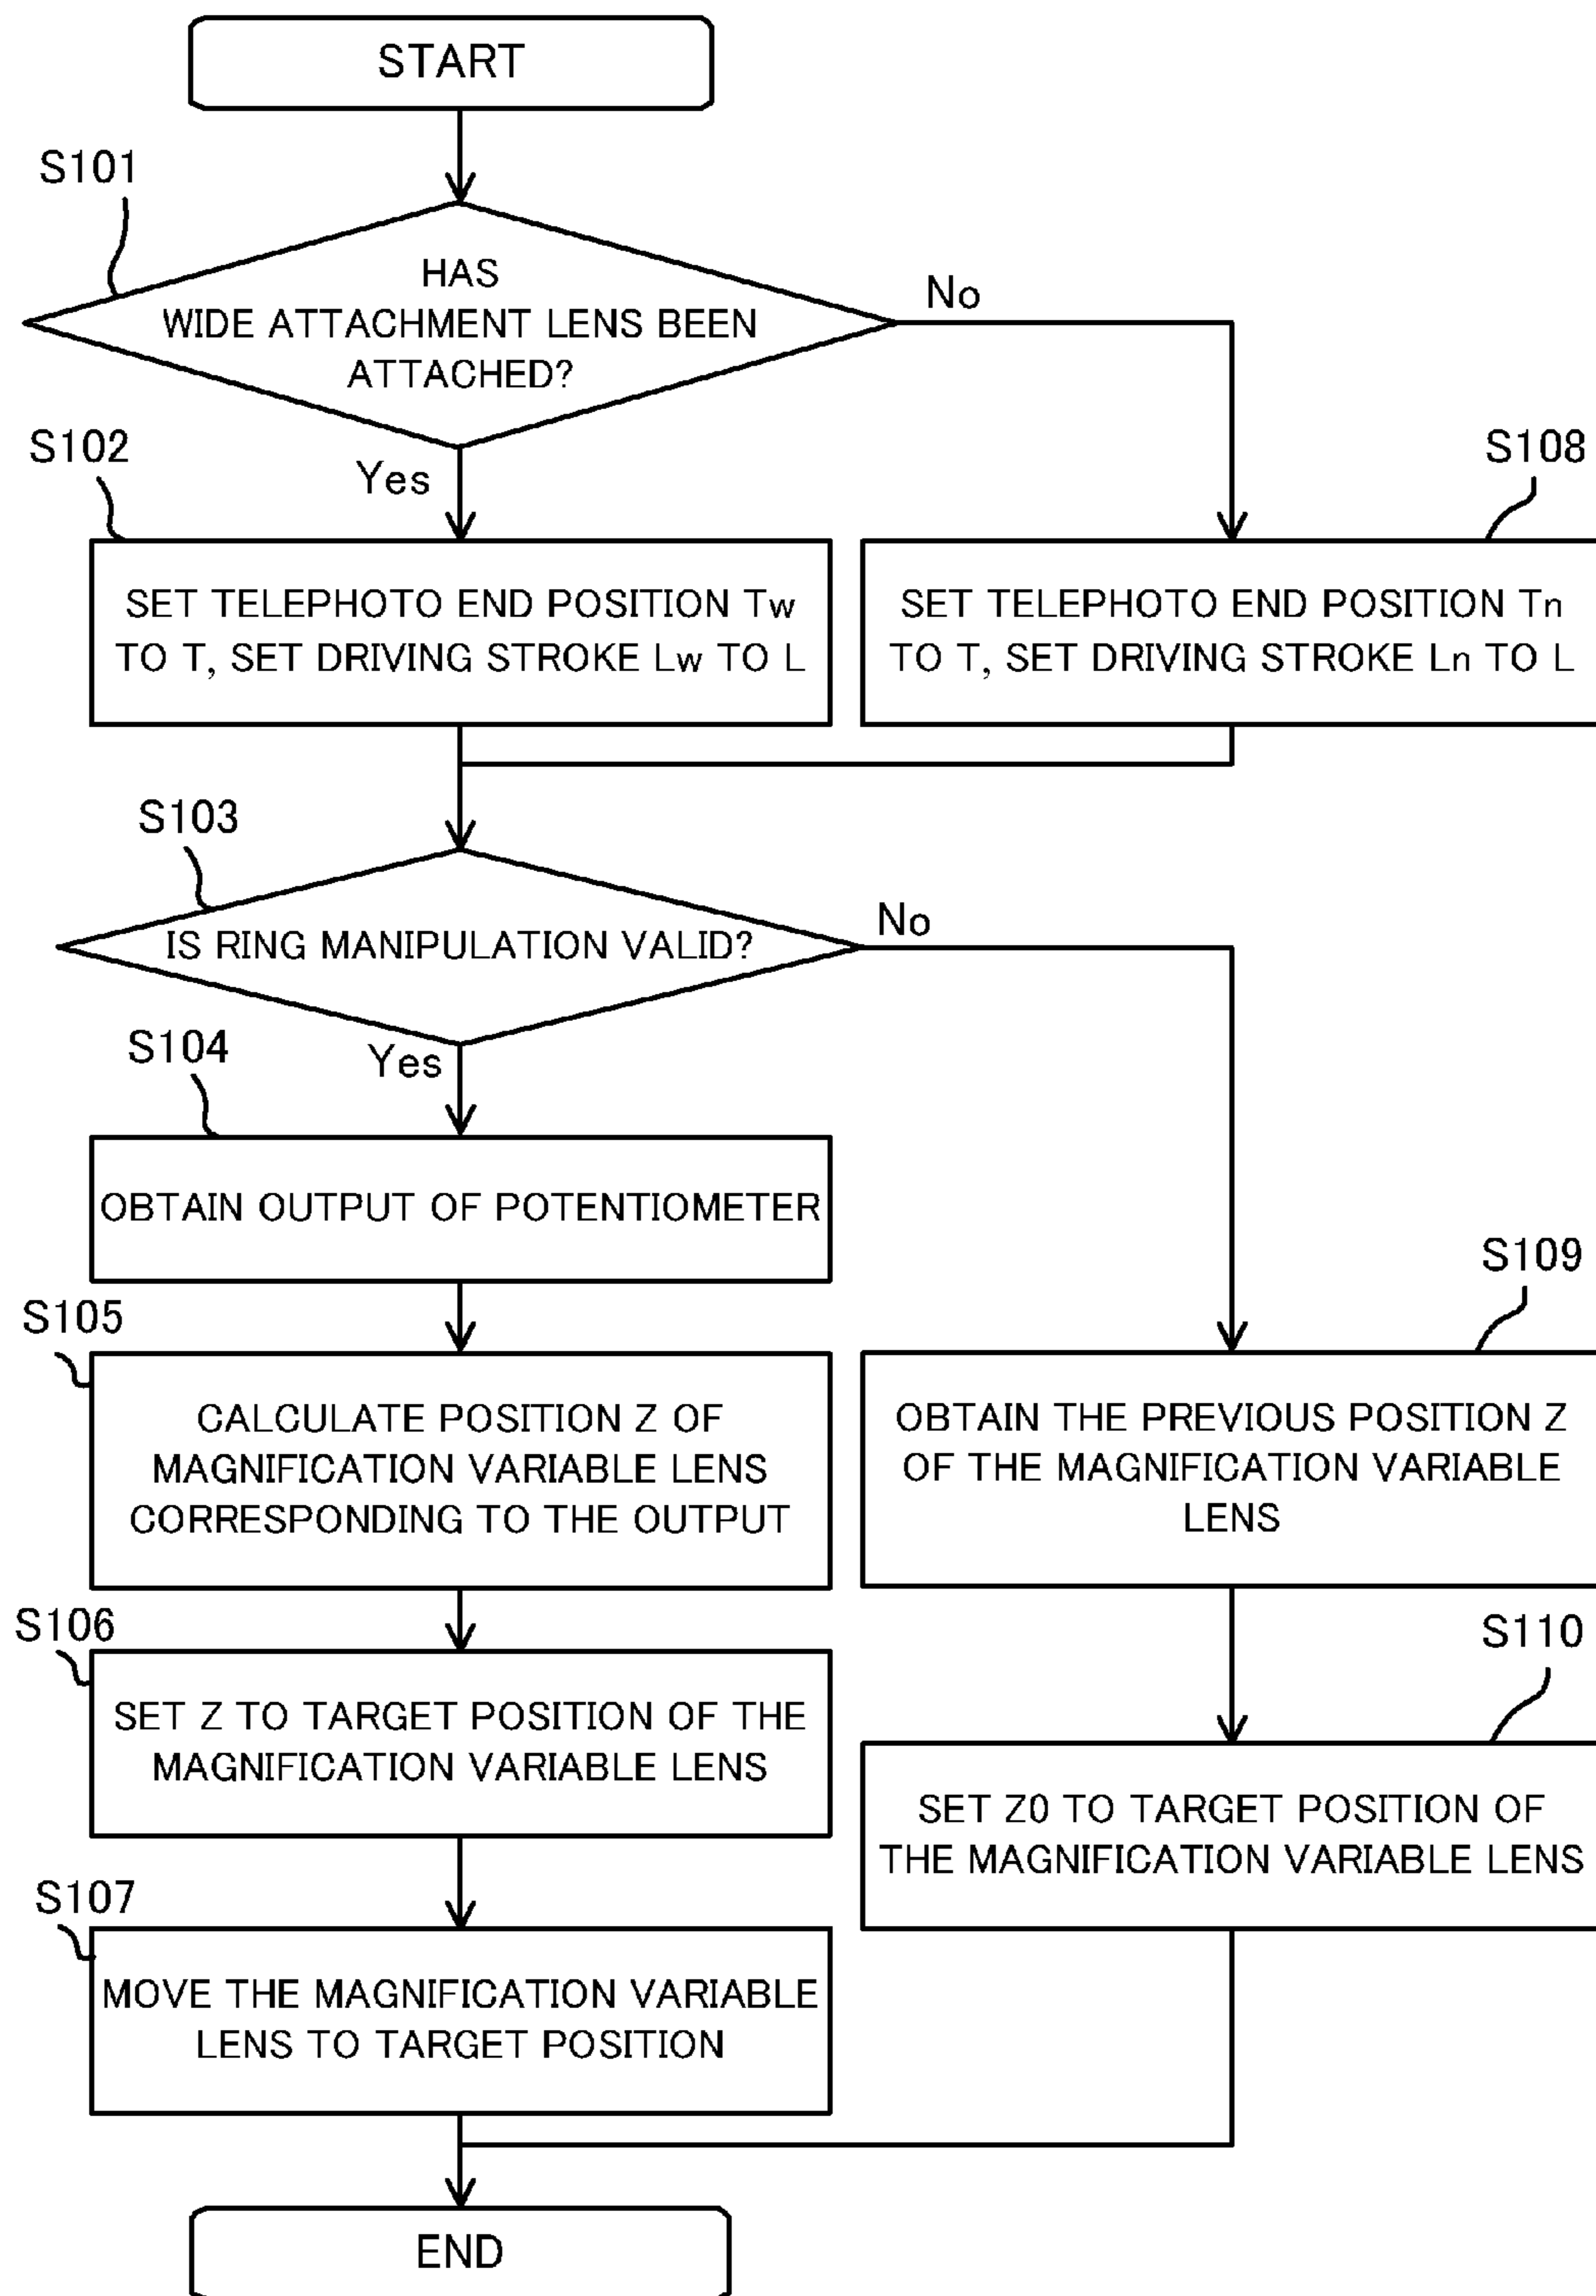 START
S101
HAS
WIDE ATTACHMENT LENS BEEN
ATTACHED?
No
Yes
S102
SET TELEPHOTO END POSITION Tw
TO T, SET DRIVING STROKE Lw TO L
S108
SET TELEPHOTO END POSITION Tn
TO T, SET DRIVING STROKE Ln TO L
S103
IS RING MANIPULATION VALID?
No
Yes
S104
OBTAIN OUTPUT OF POTENTIOMETER
S105
CALCULATE POSITION Z OF
MAGNIFICATION VARIABLE LENS
CORRESPONDING TO THE OUTPUT
S109
OBTAIN THE PREVIOUS POSITION Z
OF THE MAGNIFICATION VARIABLE
LENS
S106
SET Z TO TARGET POSITION OF THE
MAGNIFICATION VARIABLE LENS
S110
SET Z0 TO TARGET POSITION OF
THE MAGNIFICATION VARIABLE LENS
S107
MOVE THE MAGNIFICATION VARIABLE
LENS TO TARGET POSITION
END